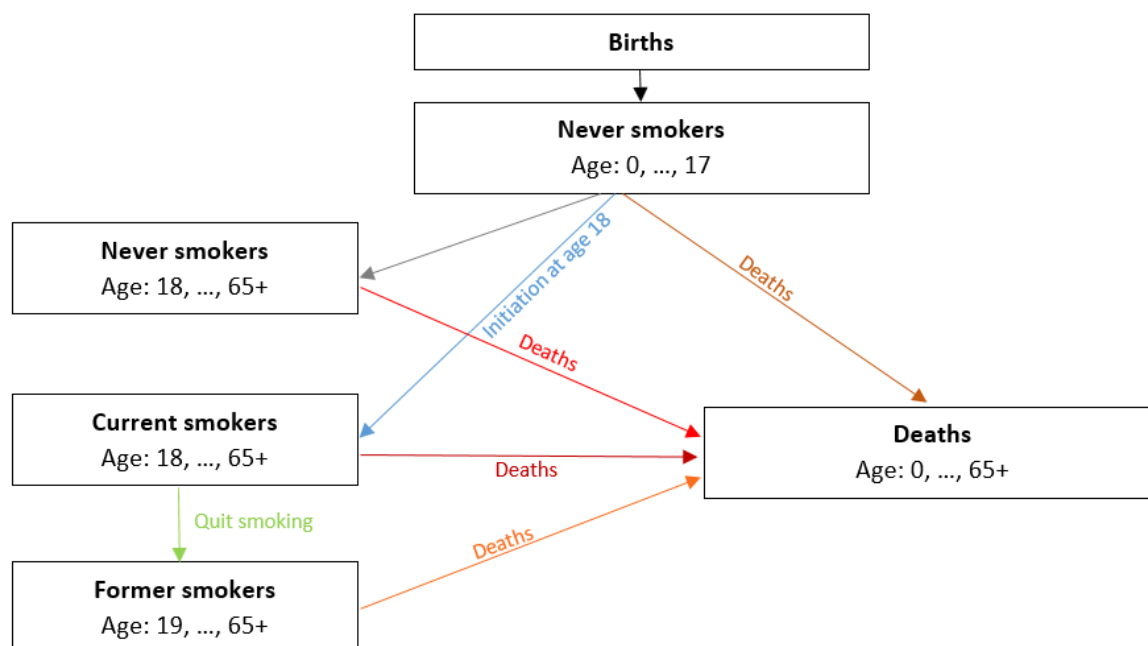 Births
Never smokers
Age: 0, ..., 17
Never smokers
Age: 18, ..., 65+
Initiation at age 18
Deaths
Deaths
Current smokers
Age: 18, ..., 65+
Deaths
Deaths
Age: 0, ..., 65+
Quit smoking
Deaths
Former smokers
Age: 19, ..., 65+